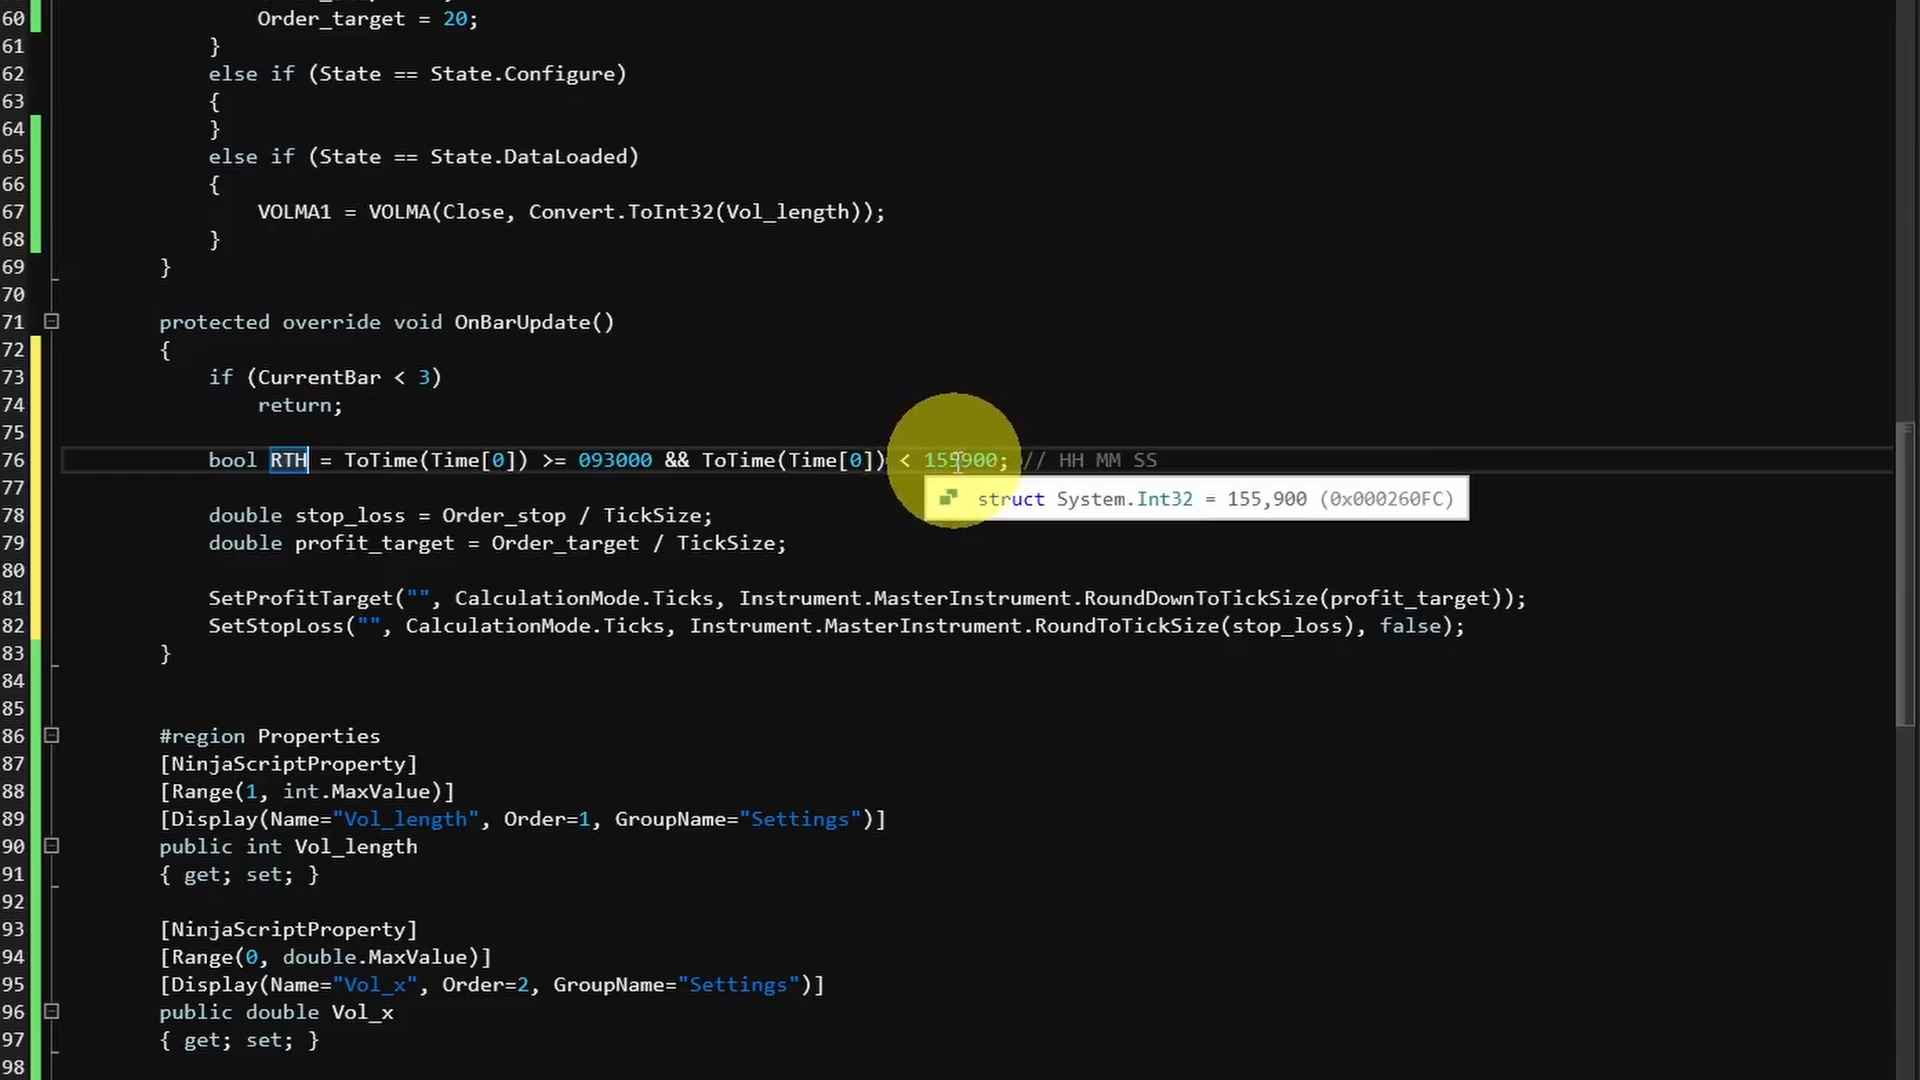 60 Order_target = 20;
61 }
62 else if (State == State.Configure)
63 {
64 }
65 else if (State == State.DataLoaded)
66 {
67 VOLMA1 = VOLMA(Close, Convert.ToInt32(Vol_length));
68 }
69 }
70
71 protected override void OnBarUpdate()
72 {
73 if (CurrentBar < 3)
74 return;
75
76 bool RTH = ToTime(Time[0]) >= 093000 && ToTime(Time[0]) < 155900; // HH MM SS
77 struct System.Int32 = 155,900 (0x000260FC)
78 double stop_loss = Order_stop / TickSize;
79 double profit_target = Order_target / TickSize;
80
81 SetProfitTarget("", CalculationMode.Ticks, Instrument.MasterInstrument.RoundDownToTickSize(profit_target));
82 SetStopLoss("", CalculationMode.Ticks, Instrument.MasterInstrument.RoundToTickSize(stop_loss), false);
83 }
84
85
86 #region Properties
87 [NinjaScriptProperty]
88 [Range(1, int.MaxValue)]
89 [Display(Name="Vol_length", Order=1, GroupName="Settings")]
90 public int Vol_length
91 { get; set; }
92
93 [NinjaScriptProperty]
94 [Range(0, double.MaxValue)]
95 [Display(Name="Vol_x", Order=2, GroupName="Settings")]
96 public double Vol_x
97 { get; set; }
98